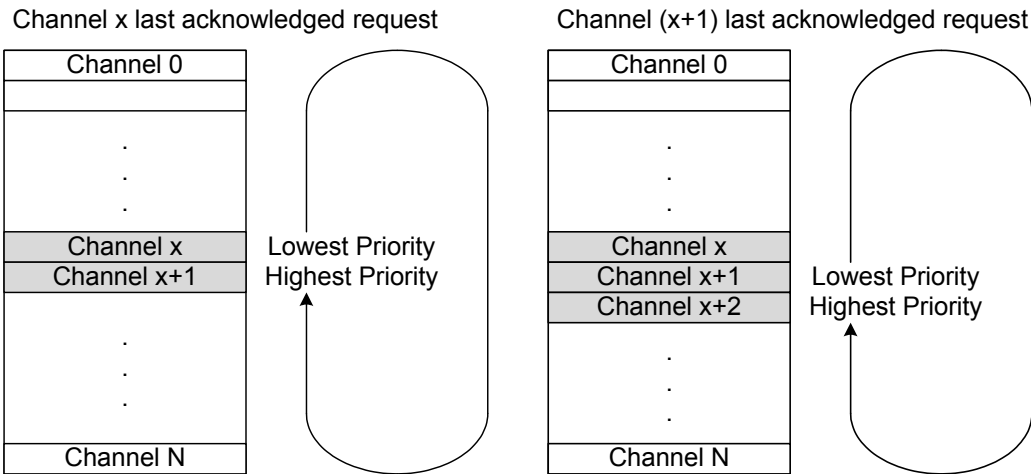 Channel x last acknowledged request
Channel 0
.
.
.
Channel x
Channel x+1
Lowest Priority
Highest Priority
.
.
.
Channel N
Channel (x+1) last acknowledged request
Channel 0
.
.
.
Channel x
Channel x+1
Channel x+2
Lowest Priority
Highest Priority
.
.
.
Channel N